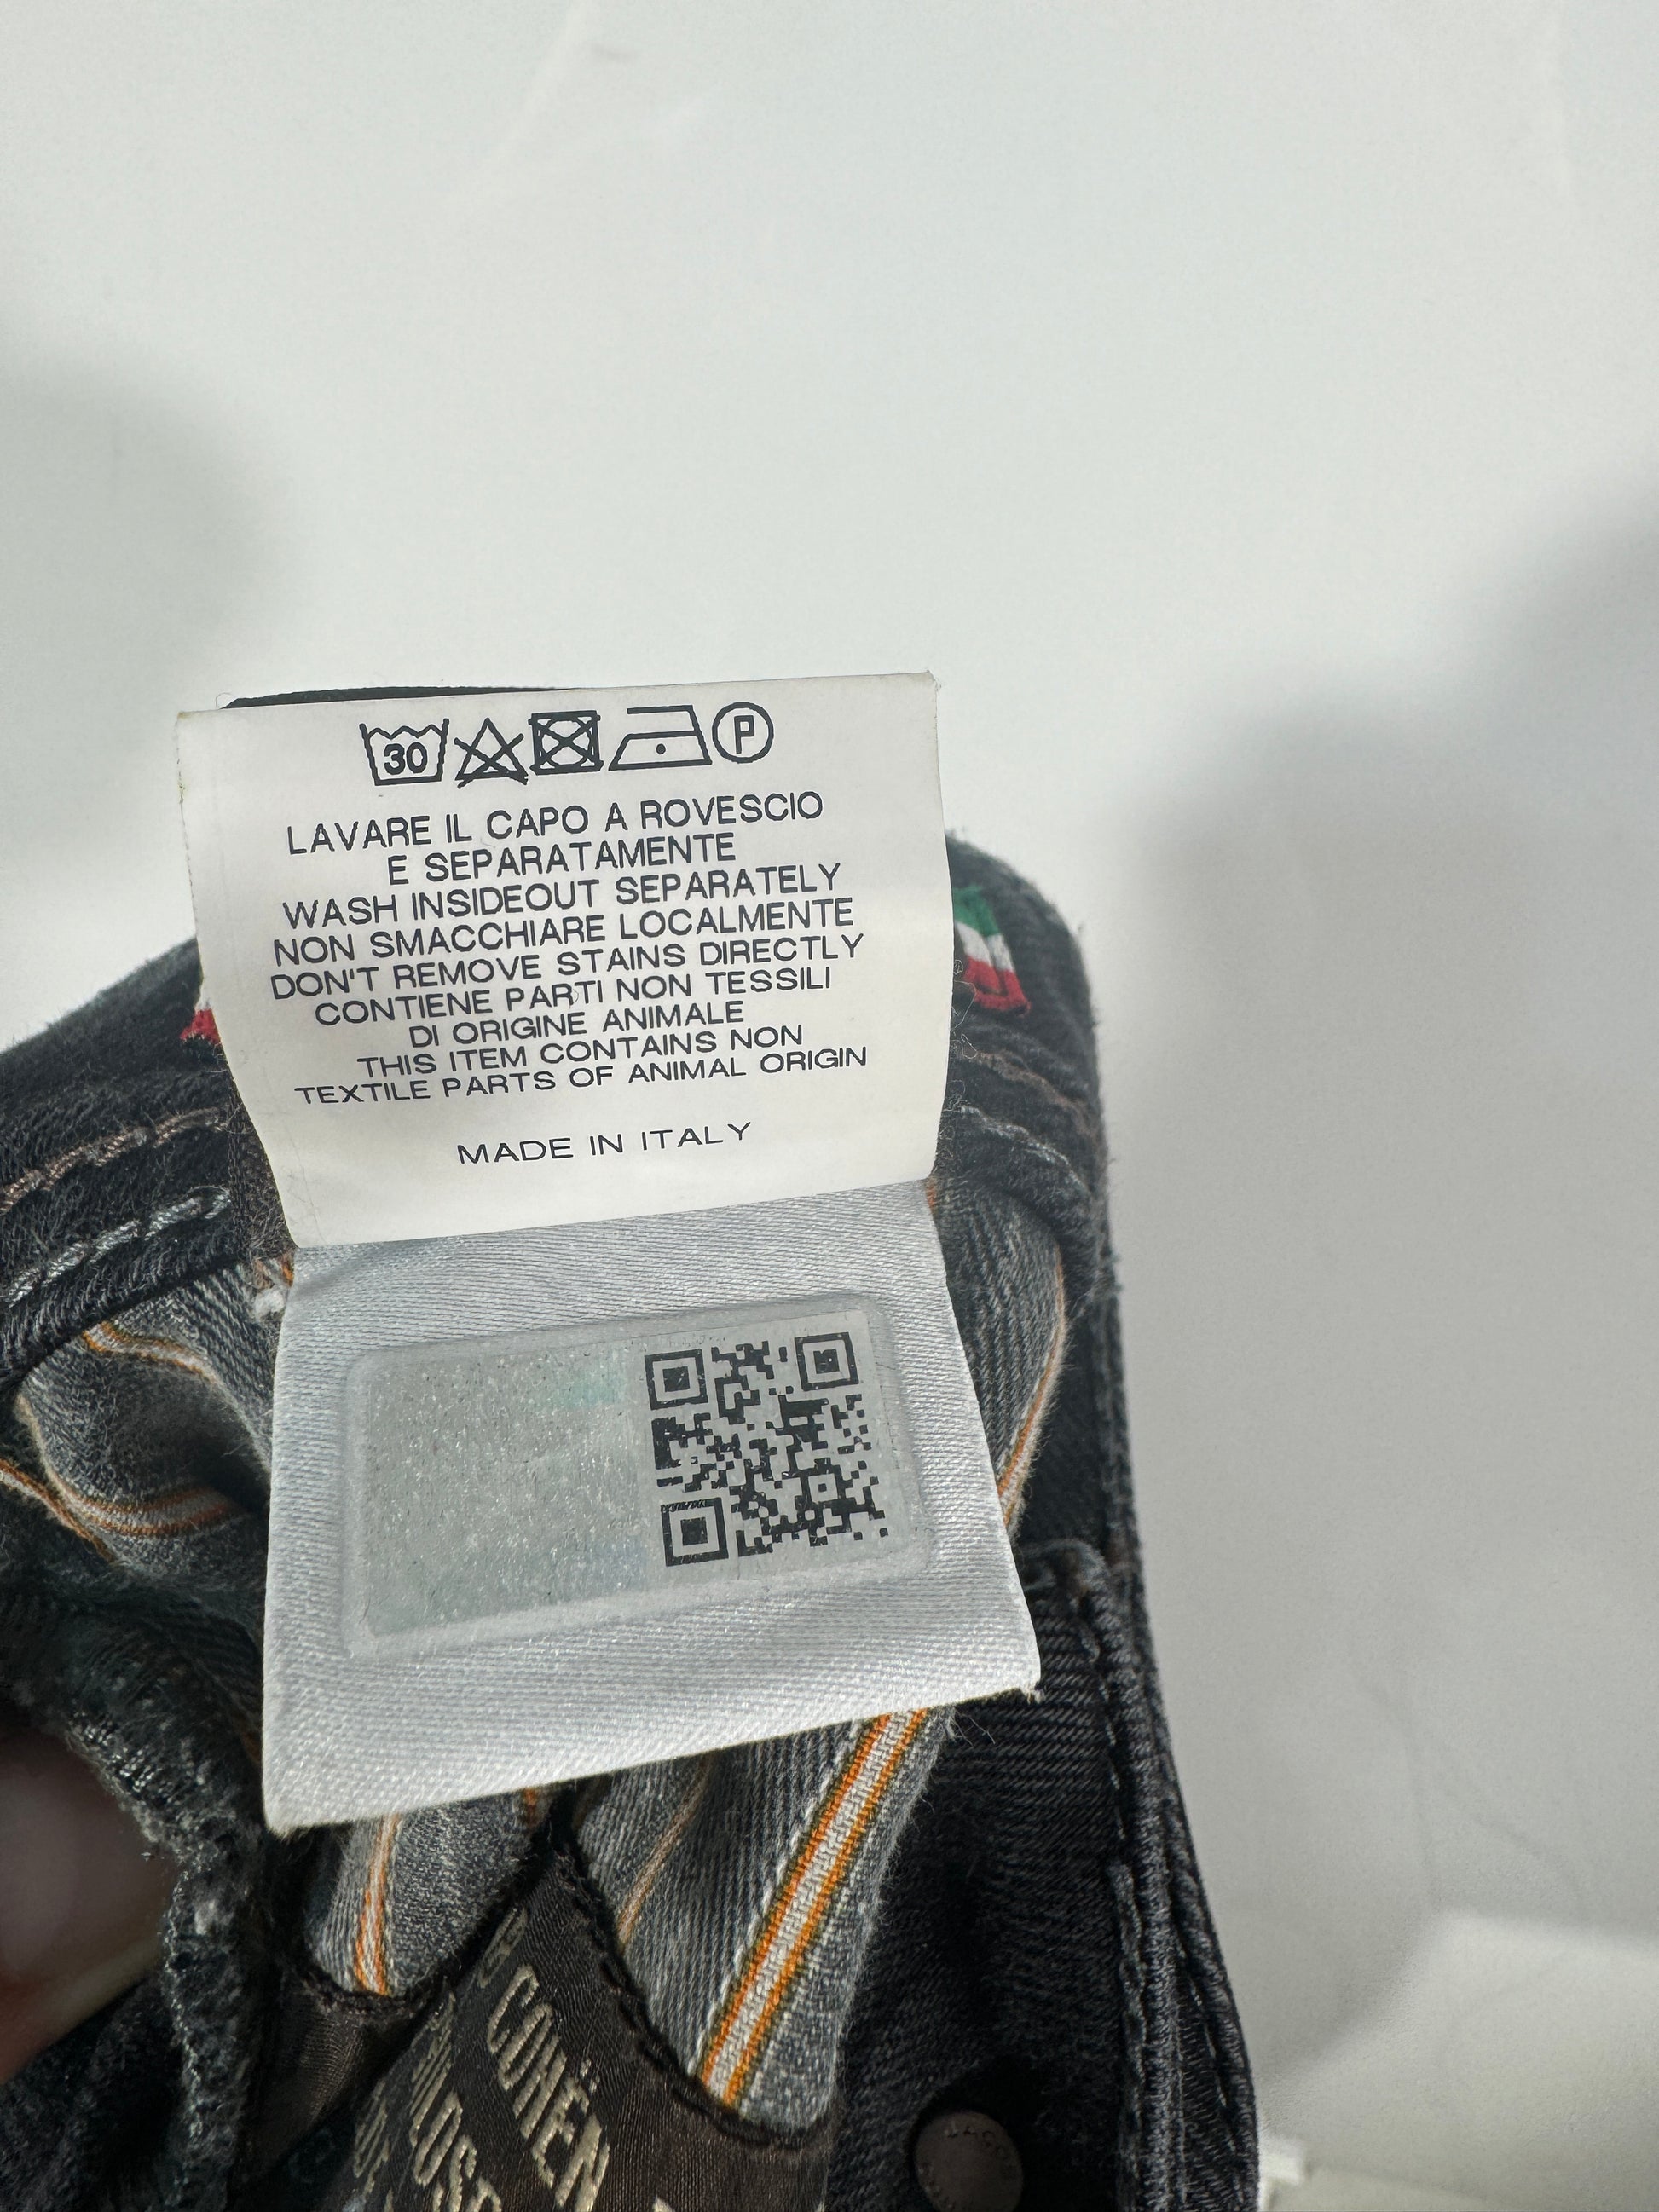 30 P
LAVARE IL CAPO A ROVESCIO
E SEPARATAMENTE
WASH INSIDEOUT SEPARATELY
NON SMACCHIARE LOCALMENTE
DON'T REMOVE STAINS DIRECTLY
CONTIENE PARTI NON TESSILI
DI ORIGINE ANIMALE
THIS ITEM CONTAINS NON
TEXTILE PARTS OF ANIMAL ORIGIN
MADE IN ITALY
COHËN